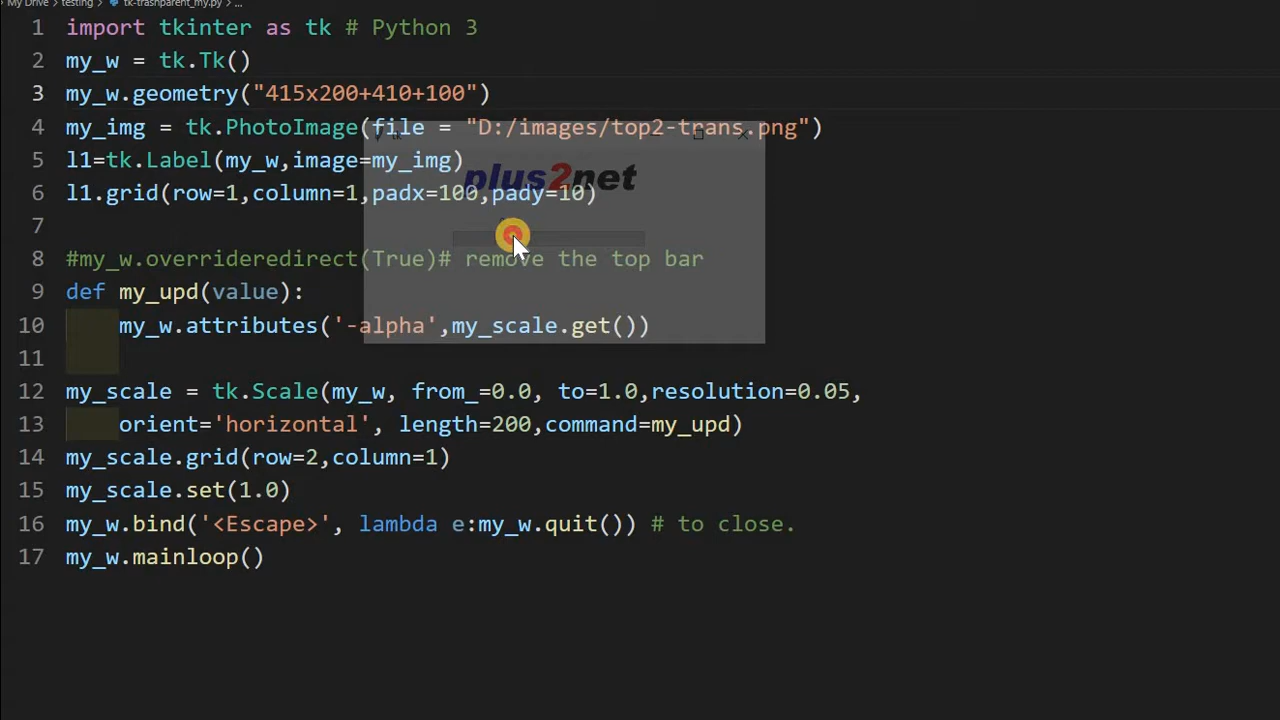 My Drive > testing > tk-trashparent_my.py > ...
1 import tkinter as tk # Python 3
2 my_w = tk.Tk()
3 my_w.geometry("415x200+410+100")
4 my_img = tk.PhotoImage(file = "D:/images/top2-trans.png")
5 l1=tk.Label(my_w,image=my_img)
plus2net
6 l1.grid(row=1,column=1,padx=100,pady=10)
7
8 #my_w.overrideredirect(True)# remove the top bar
9 def my_upd(value):
10 my_w.attributes('-alpha',my_scale.get())
11
12 my_scale = tk.Scale(my_w, from_=0.0, to=1.0,resolution=0.05,
13 orient='horizontal', length=200,command=my_upd)
14 my_scale.grid(row=2,column=1)
15 my_scale.set(1.0)
16 my_w.bind('<Escape>', lambda e:my_w.quit()) # to close.
17 my_w.mainloop()